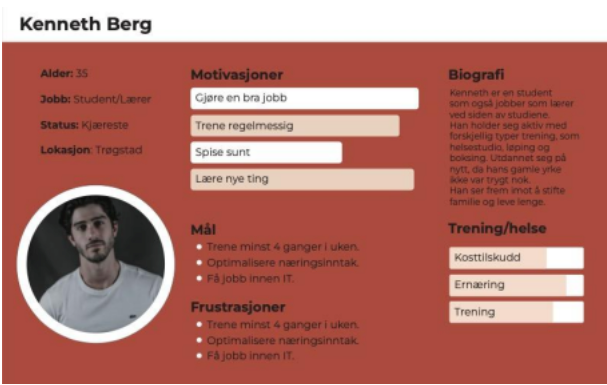 Kenneth Berg
Alder: 35
Jobb: Student/Lærer
Status: Kjæreste
Lokasjon: Trøgstad
Motivasjoner
Gjøre en bra jobb
Trene regelmessig
Spise sunt
Lære nye ting
Mål
Trene minst 4 ganger i uken.
Optimalisere næringsinntak.
Få jobb innen IT.
Frustrasjoner
Trene minst 4 ganger i uken.
Optimalisere næringsinntak.
Få jobb innen IT.
Biografi
Kenneth er en student
som også jobber som lærer
ved siden av studiene.
Han holder seg aktiv med
forskjellig typer trening, som
helsestudio, løping og
boksing. Utdannet seg på
nytt, da hans gamle yrke
ikke var trygt nok.
Han ser frem imot å stifte
familie og leve lenge.
Trening/helse
Kosttilskudd
Ernæring
Trening